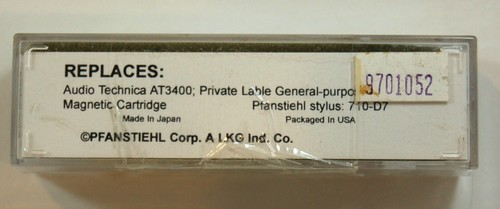 REPLACES:
Audio Technica AT3400; Private Lable General-purpo
9701052
Magnetic Cartridge Pfanstiehl stylus: 710-D7
Made In Japan Packaged In USA
©PFANSTIEHL Corp. A LKG Ind. Co.